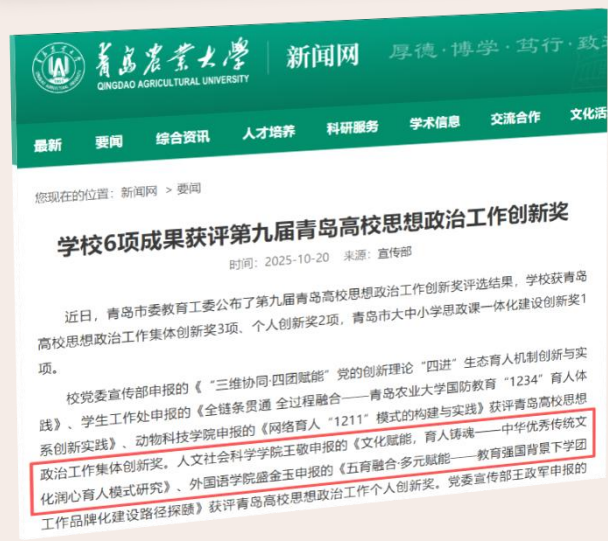 青岛农业大学
QINGDAO AGRICULTURAL UNIVERSITY
新闻网
厚德·博学·笃行·致
最新 要闻 综合资讯 人才培养 科研服务 学术信息 交流合作 文化活
您现在的位置：新闻网 > 要闻
学校6项成果获评第九届青岛高校思想政治工作创新奖
时间：2025-10-20 来源：宣传部
近日，青岛市委教育工委公布了第九届青岛高校思想政治工作创新奖评选结果，学校获青岛
高校思想政治工作集体创新奖3项、个人创新奖2项，青岛市大中小学思政课一体化建设创新奖1
项。
校党委宣传部申报的《“三维协同·四团赋能”党的创新理论“四进”生态育人机制创新与实
践》、学生工作处申报的《全链条贯通 全过程融合——青岛农业大学国防教育“1234”育人体
系创新实践》、动物科技学院申报的《网络育人“1211”模式的构建与实践》获评青岛高校思想
政治工作集体创新奖。人文社会科学学院王敬申报的《文化赋能，育人铸魂——中华优秀传统文
化润心育人模式研究》、外国语学院盛金玉申报的《五育融合·多元赋能——教育强国背景下学团
工作品牌化建设路径探赜》获评青岛高校思想政治工作个人创新奖。党委宣传部王政军申报的